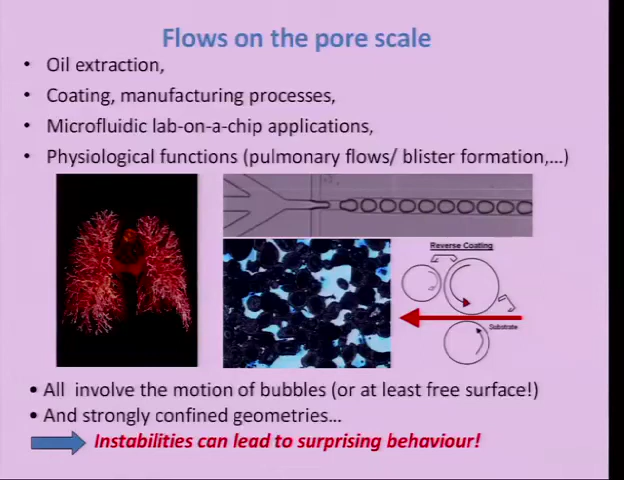 Flows on the pore scale
• Oil extraction,
• Coating, manufacturing processes,
• Microfluidic lab-on-a-chip applications,
• Physiological functions (pulmonary flows/ blister formation,...)
Reverse Coating
Substrate
• All involve the motion of bubbles (or at least free surface!)
• And strongly confined geometries...
Instabilities can lead to surprising behaviour!